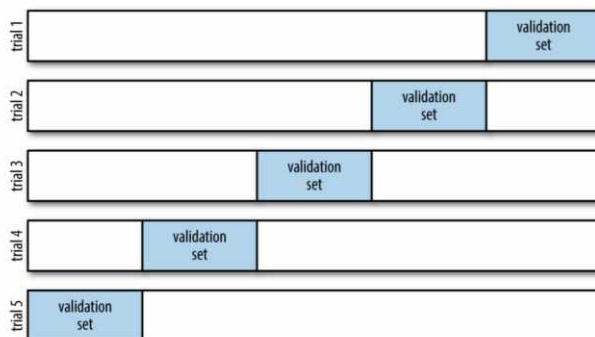 trial 1
validation
set
trial 2
validation
set
trial 3
validation
set
trial 4
validation
set
trial 5
validation
set